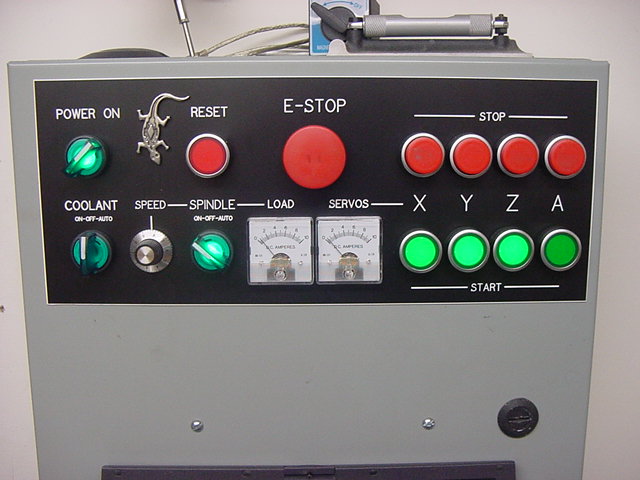 POWER ON
RESET
E-STOP
STOP
COOLANT
ON-OFF-AUTO
SPEED
SPINDLE
ON-OFF-AUTO
LOAD
SERVOS
X Y Z A
D.C. AMPERES
D.C. AMPERES
START